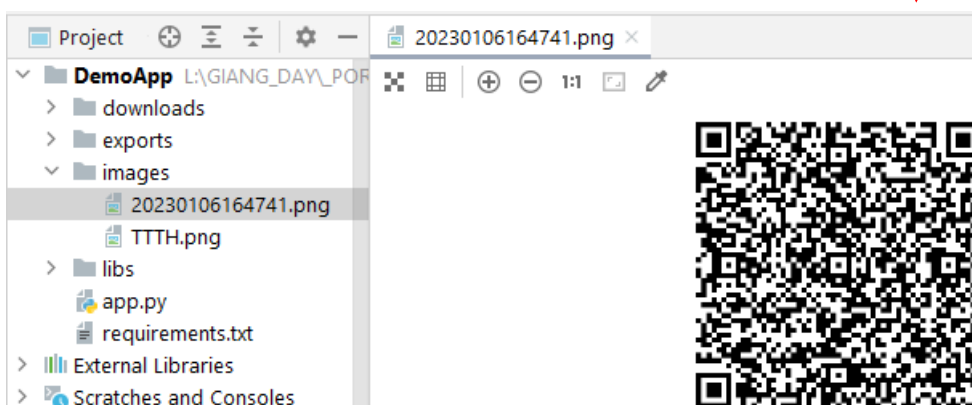 Project
20230106164741.png
DemoApp L:\GIANG_DAY\_POR
1:1
downloads
exports
images
20230106164741.png
TTTH.png
libs
app.py
requirements.txt
External Libraries
Scratches and Consoles